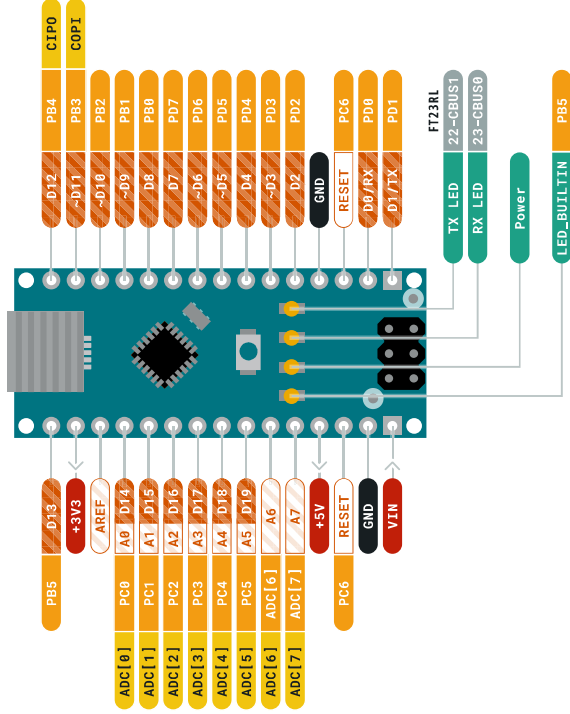 CIPO
COPI
PB4
PB3
PB2
PB1
PB0
PD7
PD6
PD5
PD4
PD3
PD2
PC6
PD0
PD1
FT23RL
22-CBUS1
23-CBUS0
PB5
D12
~D11
~D10
~D9
D8
D7
~D6
~D5
D4
~D3
D2
GND
RESET
D0/RX
D1/TX
TX LED
RX LED
Power
LED_BUILTIN
D13
+3V3
AREF
D14
D15
D16
D17
D18
D19
A0
A1
A2
A3
A4
A5
A6
A7
+5V
RESET
GND
VIN
PB5
PC0
PC1
PC2
PC3
PC4
PC5
ADC[6]
ADC[7]
PC6
ADC[0]
ADC[1]
ADC[2]
ADC[3]
ADC[4]
ADC[5]
ADC[6]
ADC[7]